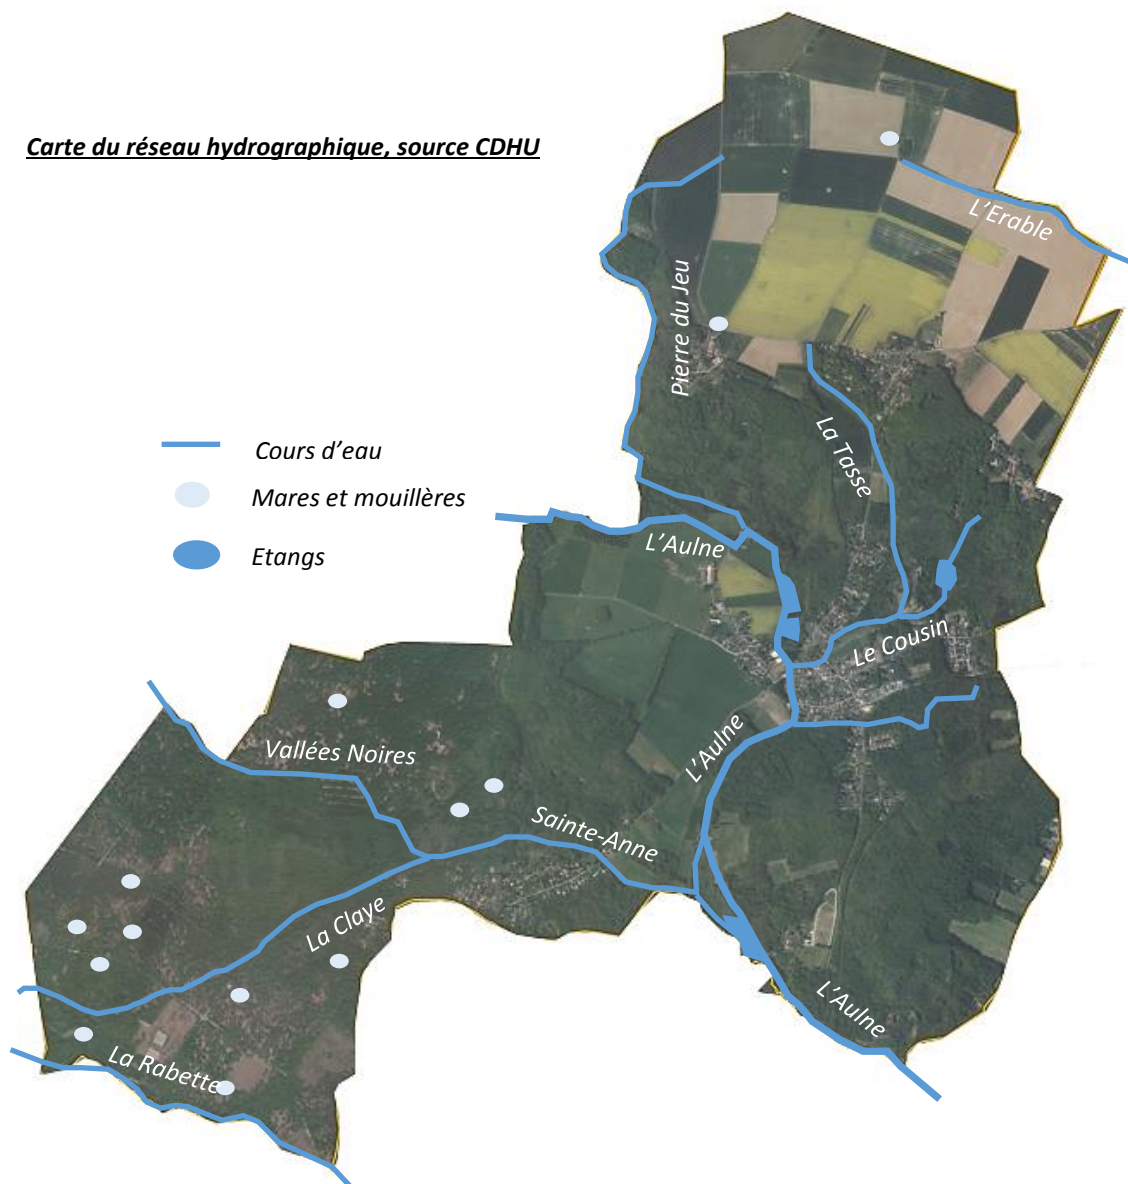 Carte du réseau hydrographique, source CDHU
L'Erable
Pierre du Jeu
La Tasse
Cours d'eau
Mares et mouillères
Etangs
L'Aulne
Le Cousin
L'Aulne
Vallées Noires
Sainte-Anne
La Claye
L'Aulne
La Rabette